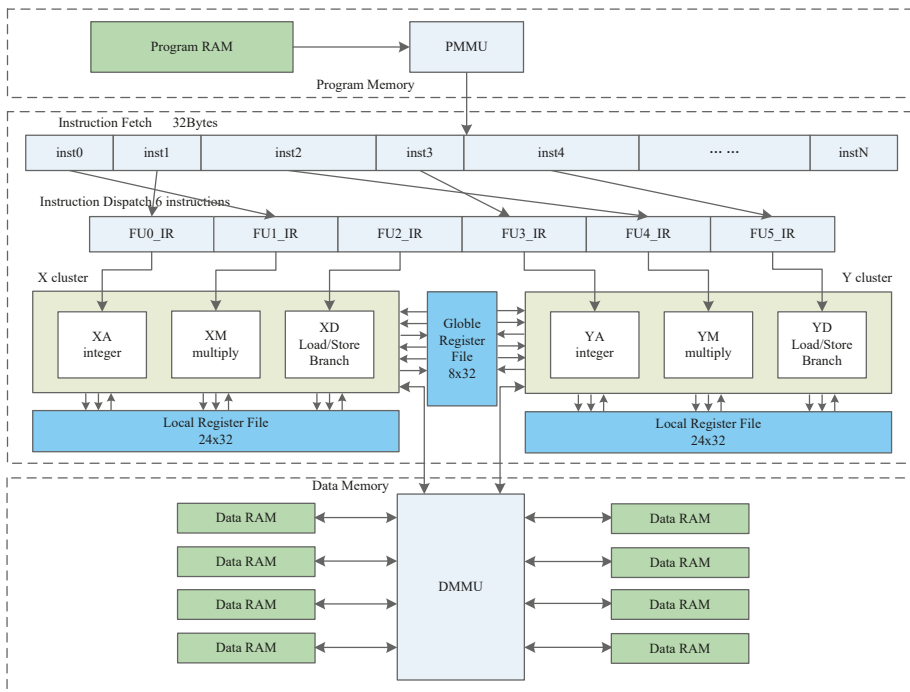 Program RAM
PMMU
Program Memory
Instruction Fetch 32Bytes
inst0 inst1 inst2 inst3 inst4 ··· ··· instN
Instruction Dispatch 6 instructions
FU0_IR FU1_IR FU2_IR FU3_IR FU4_IR FU5_IR
X cluster
Y cluster
XA
integer
XM
multiply
XD
Load/Store
Branch
Globle
Register
File
8x32
YA
integer
YM
multiply
YD
Load/Store
Branch
Local Register File
24x32
Local Register File
24x32
Data Memory
Data RAM
Data RAM
Data RAM
Data RAM
DMMU
Data RAM
Data RAM
Data RAM
Data RAM